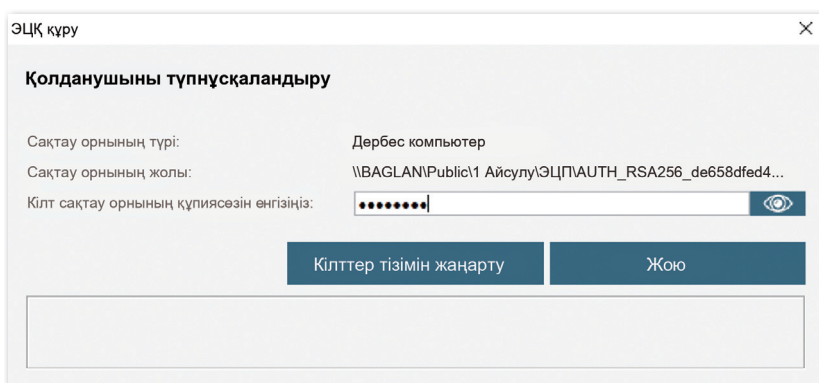 ЭЦҚ құру
Қолданушыны түпнұсқаландыру
Сақтау орнының түрі: Дербес компьютер
Сақтау орнының жолы: \\BAGLAN\Public\1 Айсулу\ЭЦП\AUTH_RSA256_de658dfed4...
Кілт сақтау орнының құпиясөзін енгізіңіз: ••••••••
Кілттер тізімін жаңарту Жою